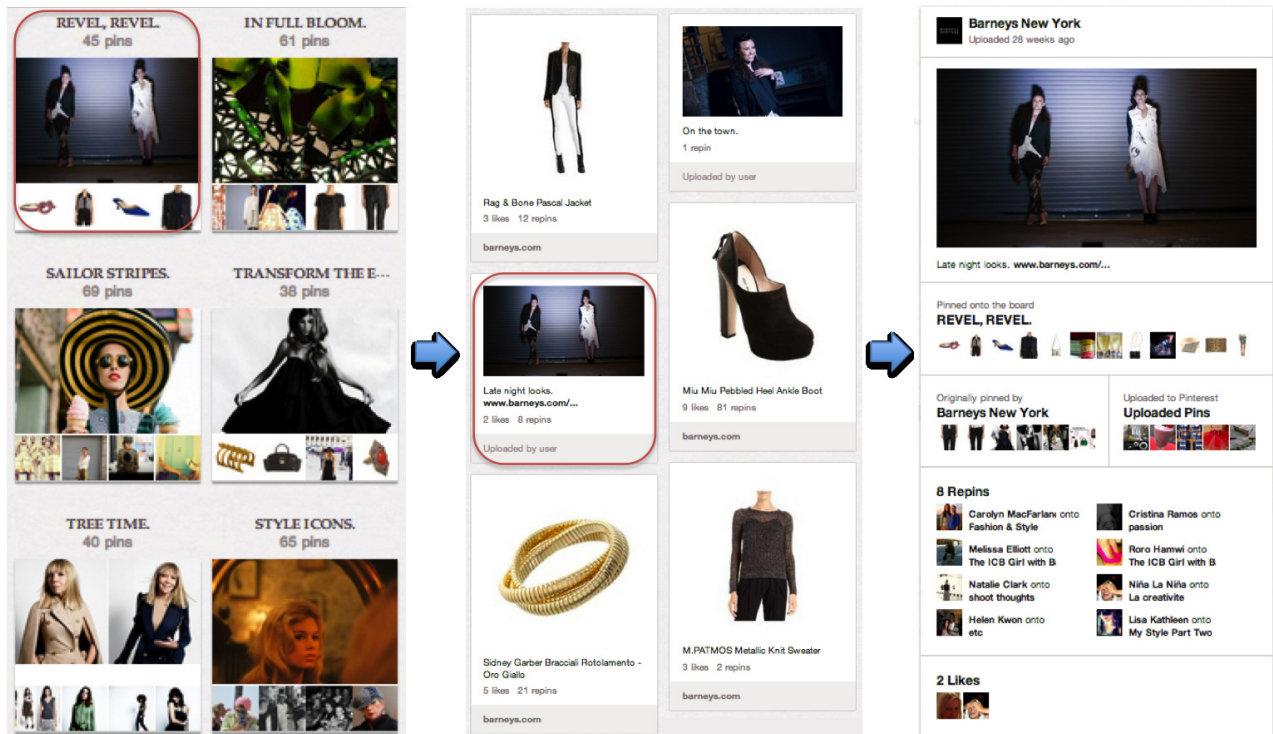 REVEL, REVEL.
45 pins
IN FULL BLOOM.
61 pins
SAILOR STRIPES.
69 pins
TRANSFORM THE E...
38 pins
TREE TIME.
40 pins
STYLE ICONS.
65 pins
Rag & Bone Pascal Jacket
3 likes 12 repins
barneys.com
Late night looks.
www.barneys.com/...
2 likes 8 repins
Uploaded by user
Sidney Garber Bracciali Rotolamento -
Oro Giallo
5 likes 21 repins
barneys.com
On the town.
1 repin
Uploaded by user
Miu Miu Pebbled Heel Ankle Boot
9 likes 81 repins
barneys.com
M.PATMOS Metallic Knit Sweater
3 likes 2 repins
barneys.com
Barneys New York
Uploaded 28 weeks ago
Late night looks. www.barneys.com/...
Pinned onto the board
REVEL, REVEL.
Originally pinned by
Barneys New York
Uploaded to Pinterest
Uploaded Pins
8 Repins
Carolyn MacFarlan onto
Fashion & Style
Cristina Ramos onto
passion
Melissa Elliott onto
The ICB Girl with B
Roro Hamwi onto
The ICB Girl with B
Natalie Clark onto
shoot thoughts
Niña La Niña onto
La creativite
Helen Kwon onto
etc
Lisa Kathleen onto
My Style Part Two
2 Likes